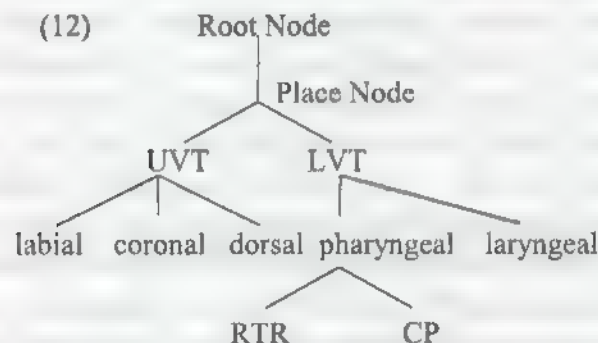 (12) Root Node
Place Node
UVT LVT
labial coronal dorsal pharyngeal laryngeal
RTR CP